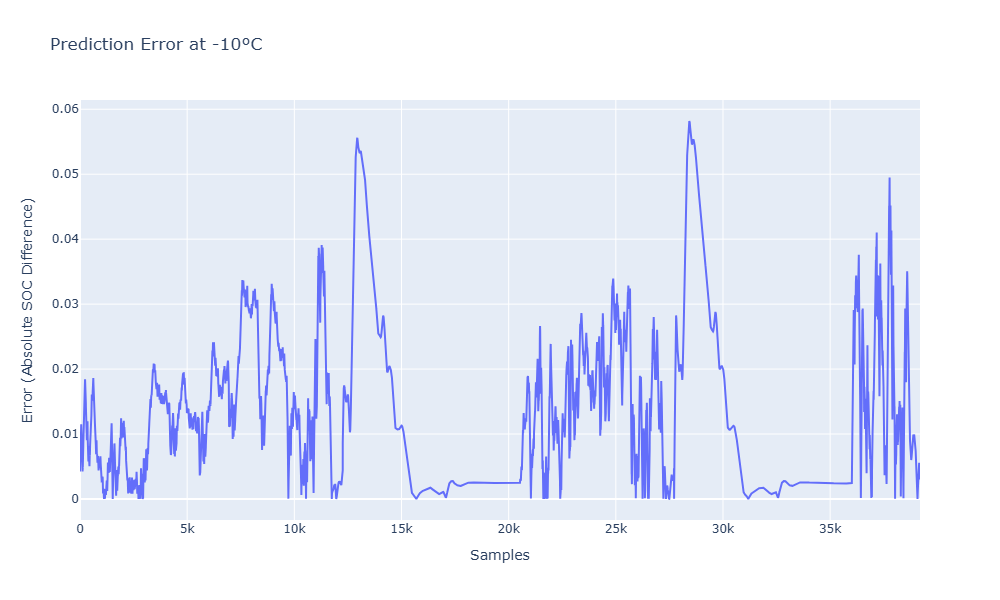 Prediction Error at -10ºC
Error (Absolute SOC Difference)
0.06
0.05
0.04
0.03
0.02
0.01
0
0 5k 10k 15k 20k 25k 30k 35k
Samples